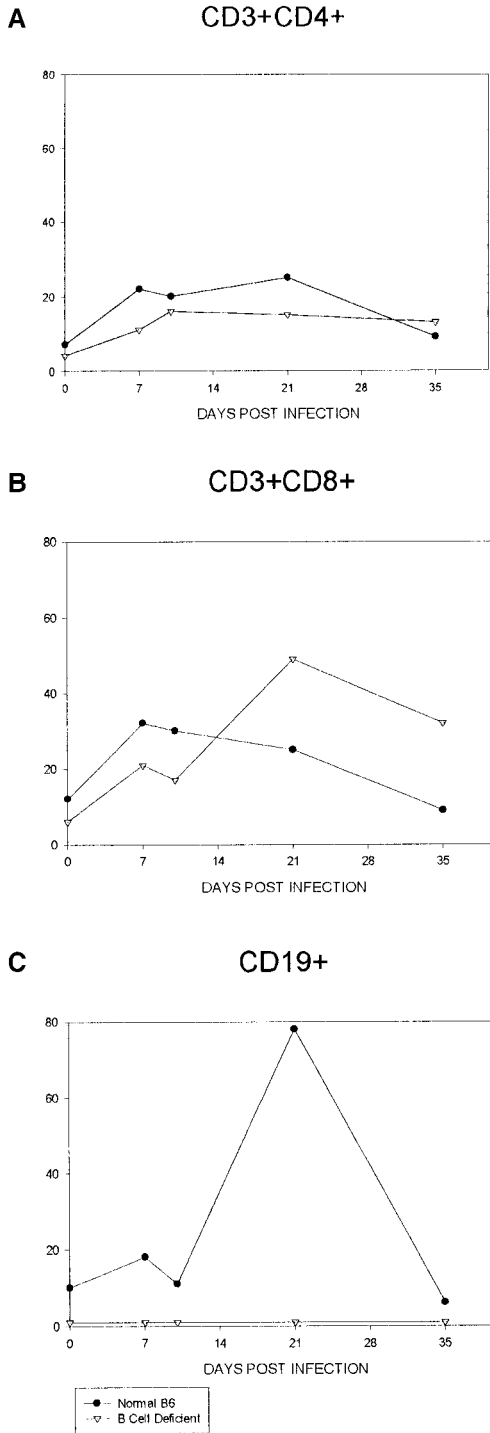 A
CD3+CD4+
80
60
40
20
0
0 7 14 21 28 35
DAYS POST INFECTION
B
CD3+CD8+
80
60
40
20
0
0 7 14 21 28 35
DAYS POST INFECTION
C
CD19+
80
60
40
20
0
0 7 14 21 28 35
DAYS POST INFECTION
Normal B6
B Cell Deficient